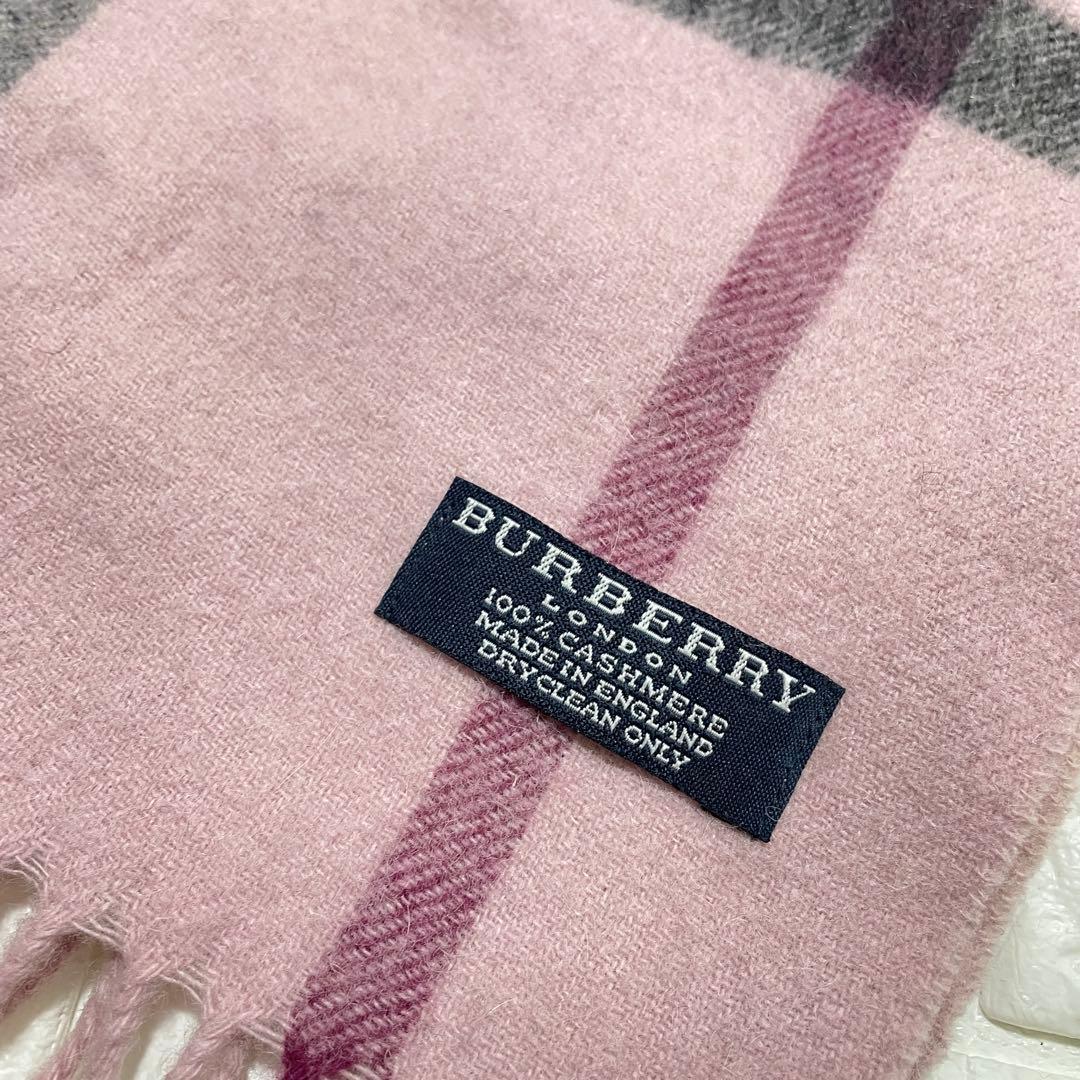 BURBERRY
LONDON
100% CASHMERE
MADE IN ENGLAND
DRYCLEAN ONLY